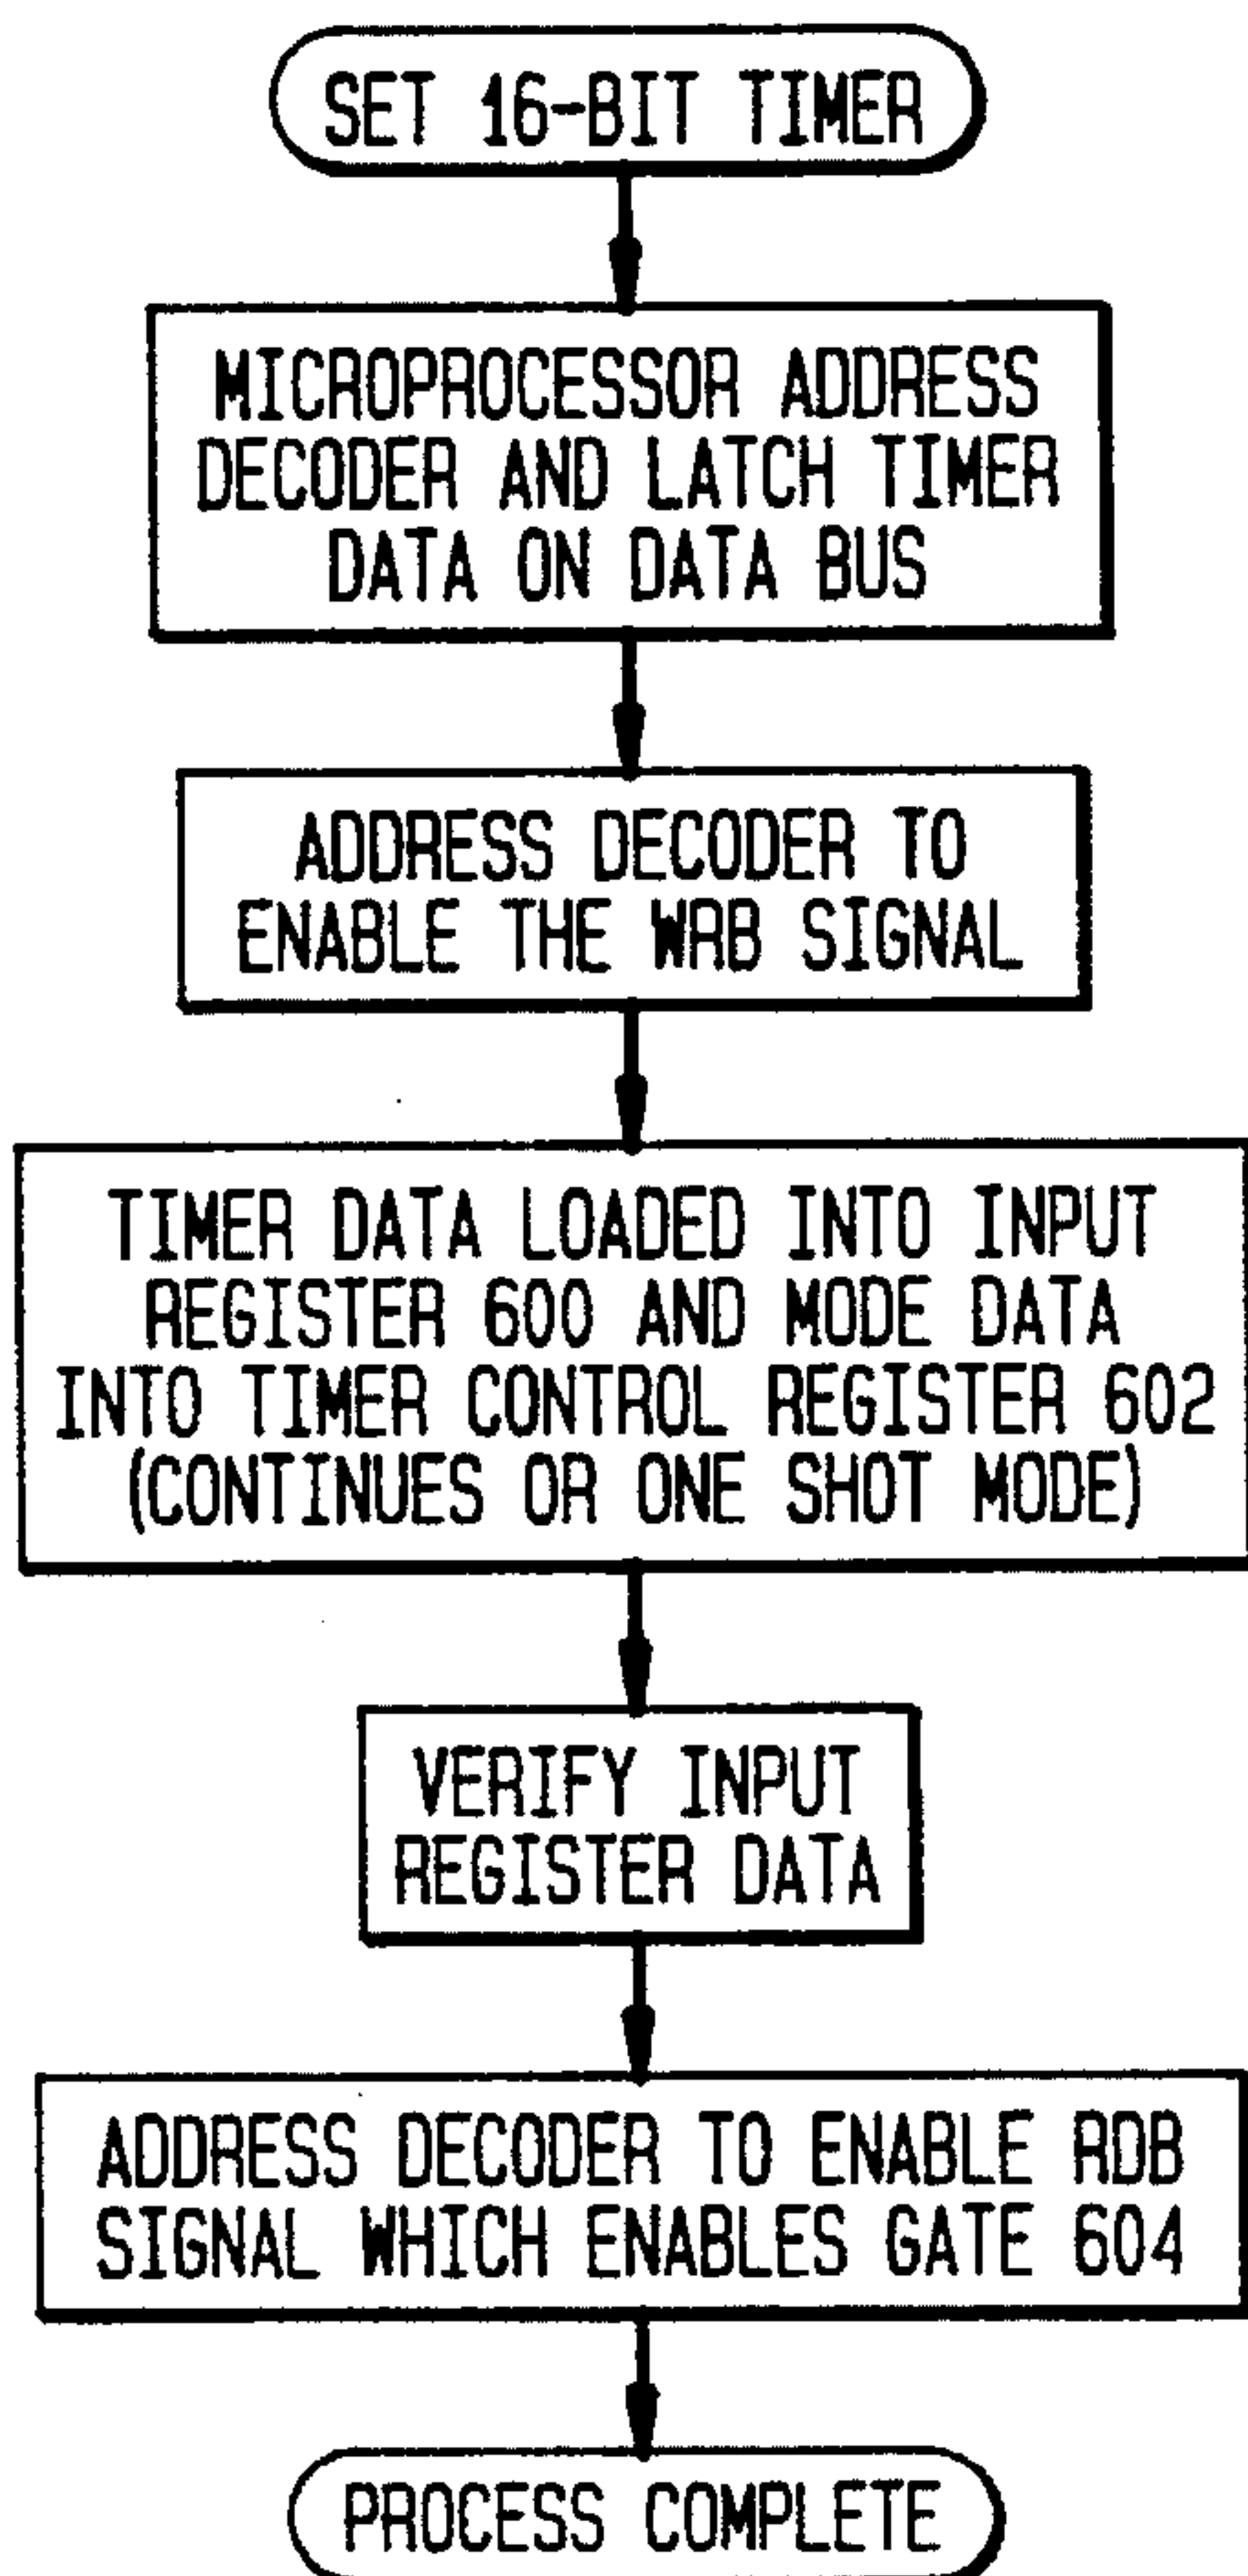 SET 16-BIT TIMER
MICROPROCESSOR ADDRESS
DECODER AND LATCH TIMER
DATA ON DATA BUS
ADDRESS DECODER TO
ENABLE THE WRB SIGNAL
TIMER DATA LOADED INTO INPUT
REGISTER 600 AND MODE DATA
INTO TIMER CONTROL REGISTER 602
(CONTINUES OR ONE SHOT MODE)
VERIFY INPUT
REGISTER DATA
ADDRESS DECODER TO ENABLE RDB
SIGNAL WHICH ENABLES GATE 604
PROCESS COMPLETE